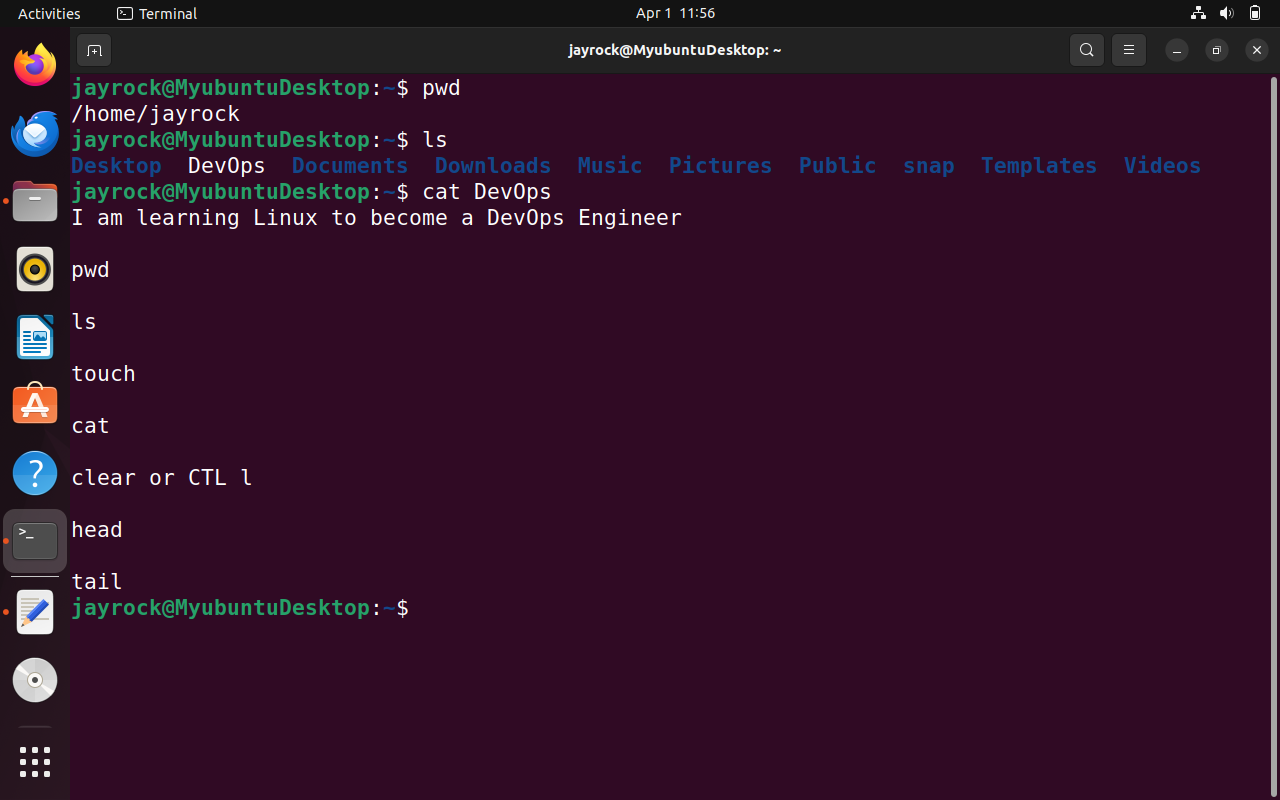 Activities
Terminal
Apr 1 11:56
jayrock@MyubuntuDesktop: ~
jayrock@MyubuntuDesktop:~$ pwd
/home/jayrock
jayrock@MyubuntuDesktop:~$ ls
Desktop DevOps Documents Downloads Music Pictures Public snap Templates Videos
jayrock@MyubuntuDesktop:~$ cat DevOps
I am learning Linux to become a DevOps Engineer
pwd
ls
touch
cat
clear or CTL l
head
tail
jayrock@MyubuntuDesktop:~$